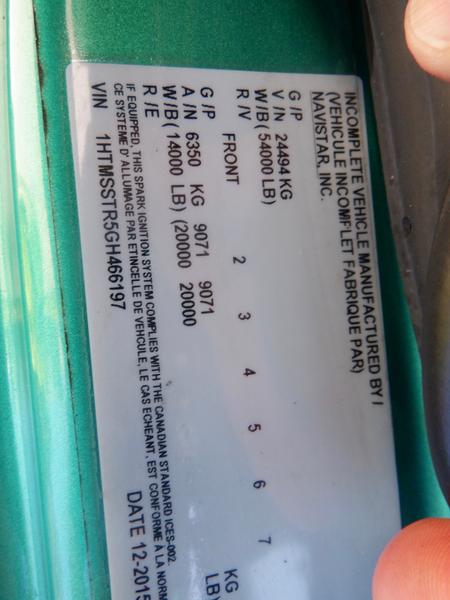 INCOMPLETE VEHICLE MANUFACTURED BY /
(VEHICULE INCOMPLET FABRIQUE PAR)
NAVISTAR, INC.
G / P
V / N 24494 KG
W/B( 54000 LB)
R / V
FRONT 2 3 4 5 6 7
G / P
A / N 6350 KG 9071 9071 KG
W/B (14000 LB) (20000 20000 LB)
R / E
IF EQUIPPED, THIS SPARK IGNITION SYSTEM COMPLIES WITH THE CANADIAN STANDARD ICES-002.
CE SYSTEME D'ALLUMAGE PAR ETINCELLE DE VEHICULE, LE CAS ECHEANT, EST CONFORME À LA NORM
VIN 1HTMSSTR5GH466197 DATE 12-2015